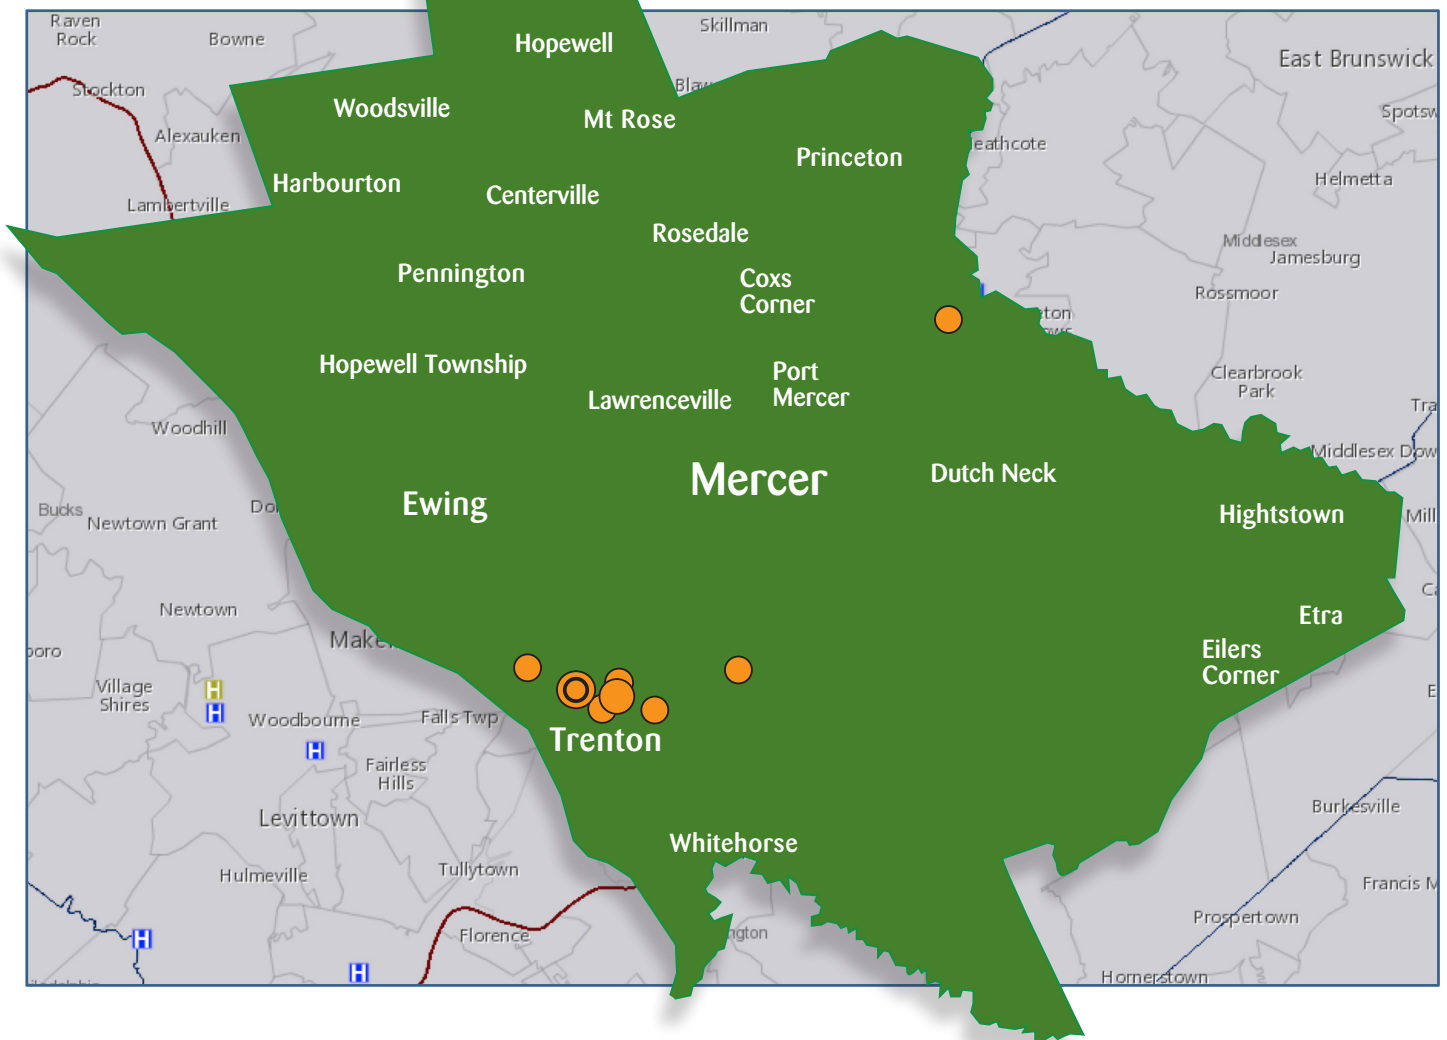 Raven
Rock
Bowne
Skillman
Hopewell
East Brunswick
Stockton
Woodsville
Mt Rose
Alexauken
Princeton
Helmetta
Harbourton
Centerville
Lambertville
Rosedale
Middlesex
Jamesburg
Pennington
Coxs
Corner
Rossmoor
Hopewell Township
Port
Mercer
Clearbrook
Park
Lawrenceville
Woodhill
Mercer
Dutch Neck
Ewing
Bucks
Newtown Grant
Hightstown
Newtown
Etra
Eilers
Corner
Village
Shires
H
H
Woodbourne
Falls Twp
H
Trenton
Fairless
Hills
Levittown
Burkesville
Whitehorse
Hulmeville
Tullytown
Prospertown
Florence
H
H
Hornerstown